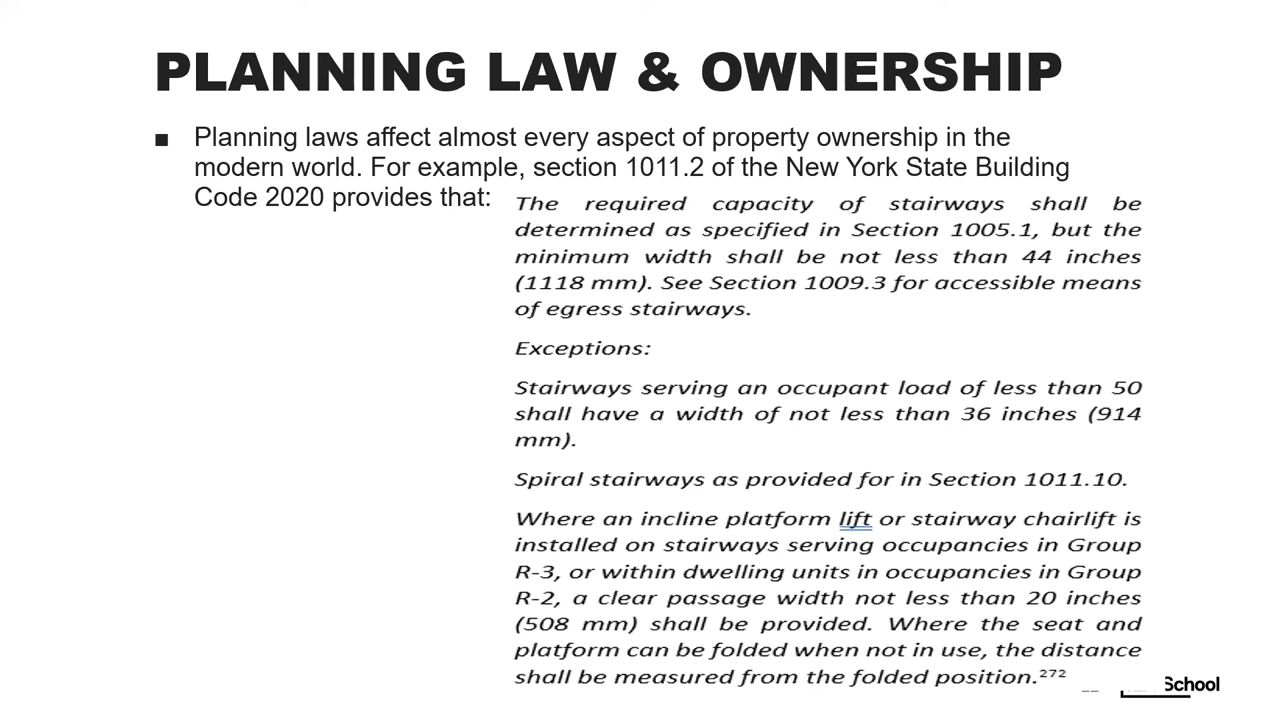 PLANNING LAW & OWNERSHIP
■ Planning laws affect almost every aspect of property ownership in the
modern world. For example, section 1011.2 of the New York State Building
Code 2020 provides that:
The required capacity of stairways shall be
determined as specified in Section 1005.1, but the
minimum width shall be not less than 44 inches
(1118 mm). See Section 1009.3 for accessible means
of egress stairways.
Exceptions:
Stairways serving an occupant load of less than 50
shall have a width of not less than 36 inches (914
mm).
Spiral stairways as provided for in Section 1011.10.
Where an incline platform lift or stairway chairlift is
installed on stairways serving occupancies in Group
R-3, or within dwelling units in occupancies in Group
R-2, a clear passage width not less than 20 inches
(508 mm) shall be provided. Where the seat and
platform can be folded when not in use, the distance
shall be measured from the folded position.²⁷²
School